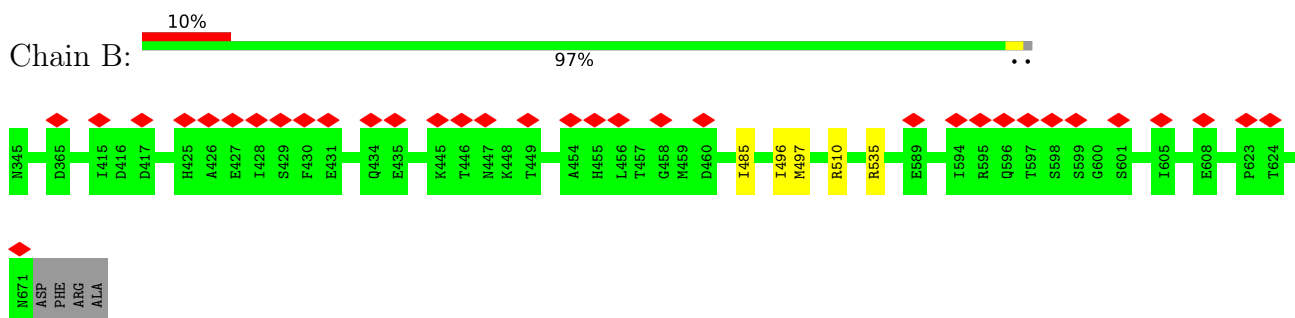 10%
Chain B:
97%
• •
N345 D365 I415 D416 D417 H425 A426 E427 I428 S429 F430 E431 Q434 E435 K445 T446 N447 K448 T449 A454 H455 L456 T457 G458 M459 D460 I485 I496 M497 R510 R535 E589 I594 R595 Q596 T597 S598 S599 G600 S601 I605 E608 P623 T624
N671 ASP PHE ARG ALA